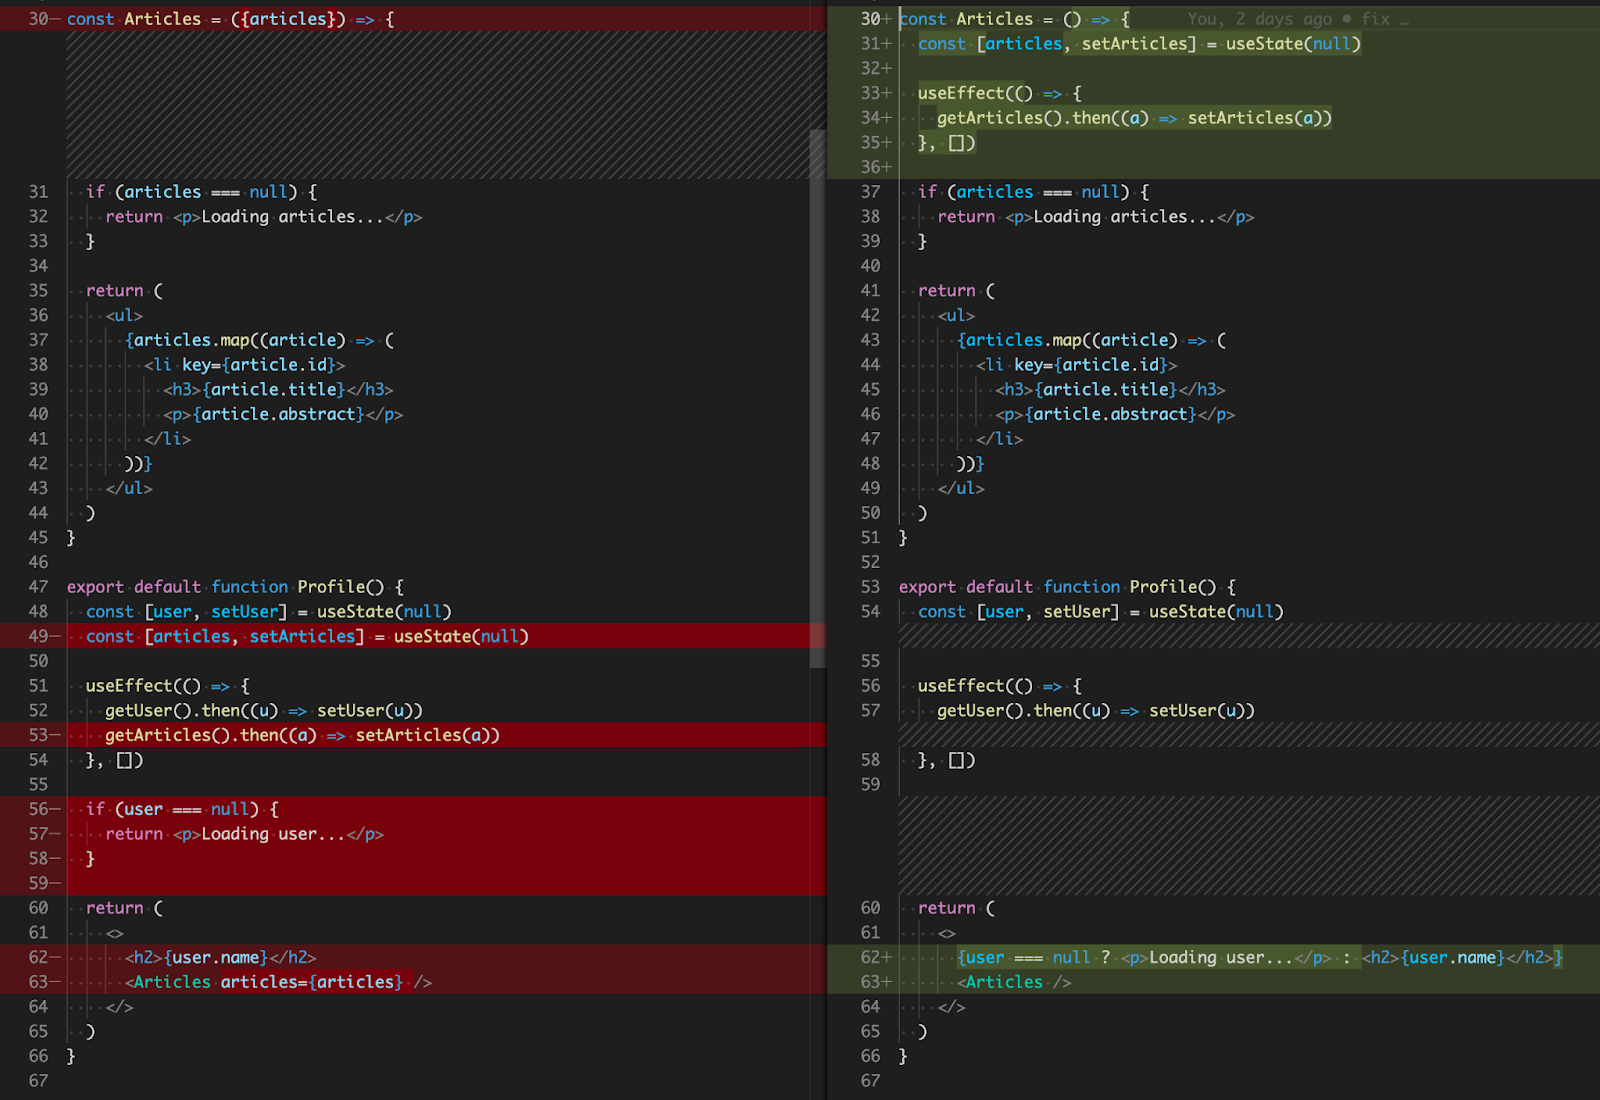 30— const Articles = ({articles}) => {
31 if (articles === null) {
32 return <p>Loading articles...</p>
33 }
34
35 return (
36 <ul>
37 {articles.map((article) => (
38 <li key={article.id}>
39 <h3>{article.title}</h3>
40 <p>{article.abstract}</p>
41 </li>
42 ))}
43 </ul>
44 )
45 }
46
47 export default function Profile() {
48 const [user, setUser] = useState(null)
49— const [articles, setArticles] = useState(null)
50
51 useEffect(() => {
52 getUser().then((u) => setUser(u))
53— getArticles().then((a) => setArticles(a))
54 }, [])
55
56— if (user === null) {
57— return <p>Loading user...</p>
58— }
59—
60 return (
61 <>
62— <h2>{user.name}</h2>
63— <Articles articles={articles} />
64 </>
65 )
66 }
67
30+ const Articles = () => { You, 2 days ago • fix …
31+ const [articles, setArticles] = useState(null)
32+
33+ useEffect(() => {
34+ getArticles().then((a) => setArticles(a))
35+ }, [])
36+
37 if (articles === null) {
38 return <p>Loading articles...</p>
39 }
40
41 return (
42 <ul>
43 {articles.map((article) => (
44 <li key={article.id}>
45 <h3>{article.title}</h3>
46 <p>{article.abstract}</p>
47 </li>
48 ))}
49 </ul>
50 )
51 }
52
53 export default function Profile() {
54 const [user, setUser] = useState(null)
55
56 useEffect(() => {
57 getUser().then((u) => setUser(u))
58 }, [])
59
60 return (
61 <>
62+ {user === null ? <p>Loading user...</p> : <h2>{user.name}</h2>}
63+ <Articles />
64 </>
65 )
66 }
67